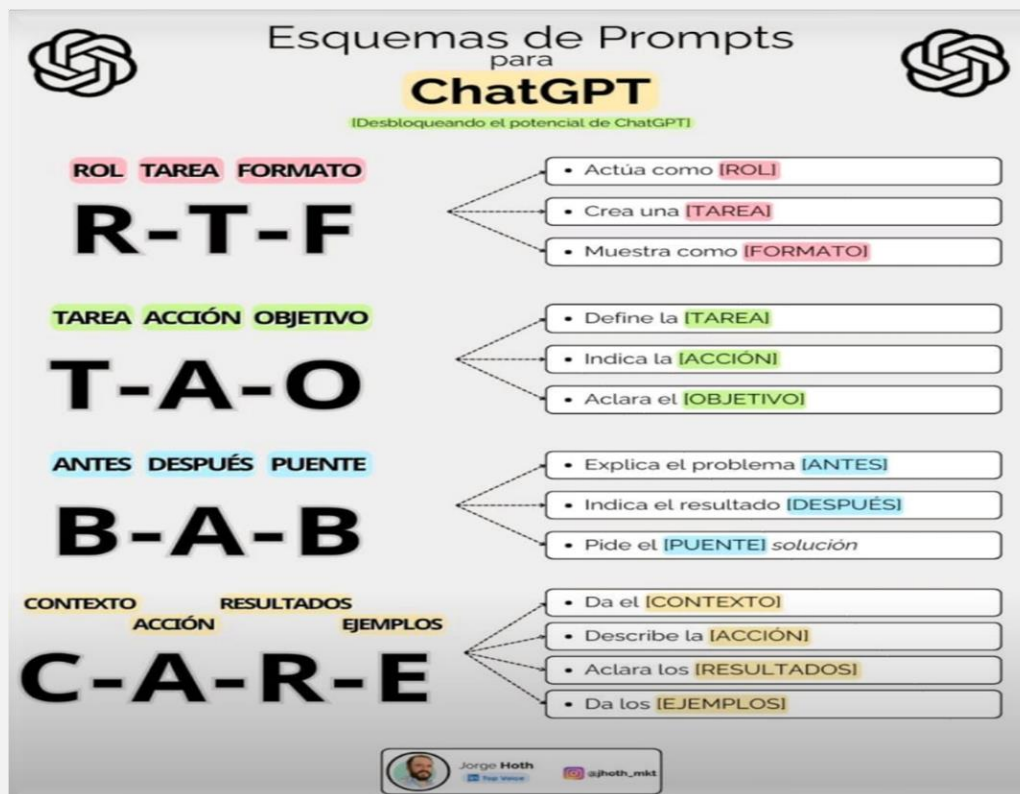 Esquemas de Prompts
para
ChatGPT
[Desbloqueando el potencial de ChatGPT]
ROL TAREA FORMATO
R-T-F
• Actúa como [ROL]
• Crea una [TAREA]
• Muestra como [FORMATO]
TAREA ACCIÓN OBJETIVO
T-A-O
• Define la [TAREA]
• Indica la [ACCIÓN]
• Aclara el [OBJETIVO]
ANTES DESPUÉS PUENTE
B-A-B
• Explica el problema [ANTES]
• Indica el resultado [DESPUÉS]
• Pide el [PUENTE] solución
CONTEXTO RESULTADOS
ACCIÓN EJEMPLOS
C-A-R-E
• Da el [CONTEXTO]
• Describe la [ACCIÓN]
• Aclara los [RESULTADOS]
• Da los [EJEMPLOS]
Jorge Hoth
in Top Voice
@jhoth_mkt